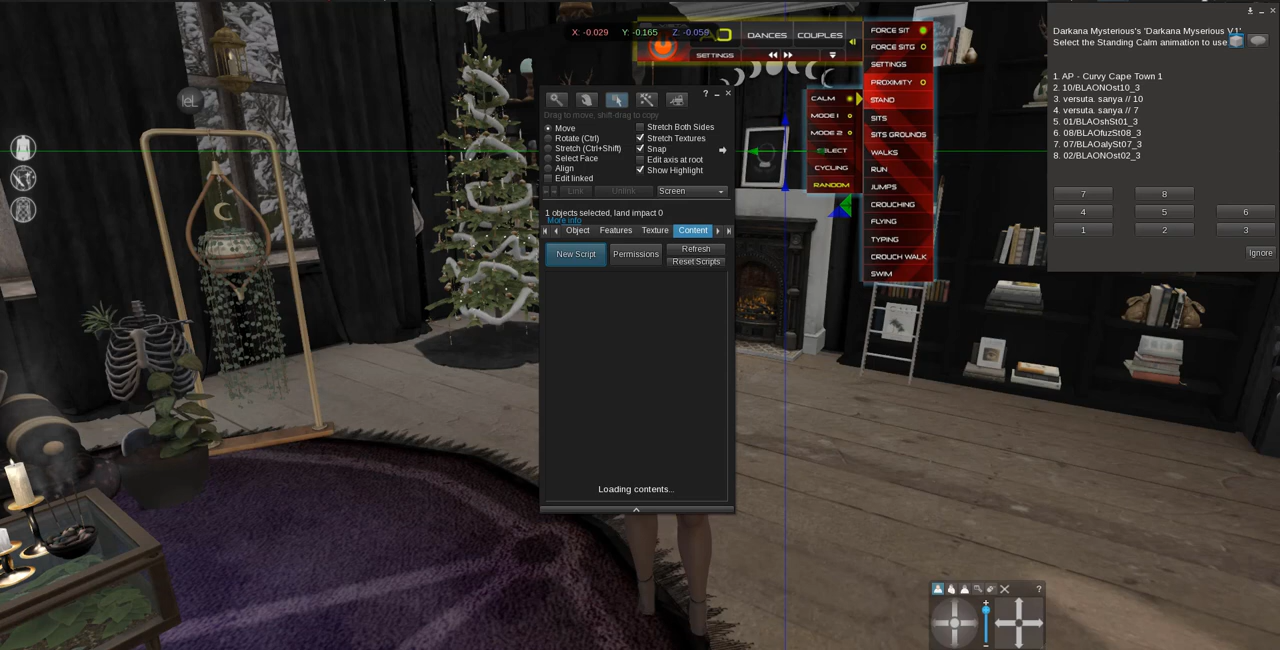 X: -0.029 Y: -0.165 Z: -0.059
AO
DANCES
COUPLES
SETTINGS
FORCE SIT
FORCE SITG
SETTINGS
PROXIMITY
STAND
SITS
SITS GROUNDS
WALKS
RUN
JUMPS
CROUCHING
FLYING
TYPING
CROUCH WALK
SWIM
CALM
MODE 1
MODE 2
SELECT
CYCLING
RANDOM
Darkana Mysterious's 'Darkana Myserious V.1'
Select the Standing Calm animation to use
1. AP - Curvy Cape Town 1
2. 10/BLAONOst10_3
3. versuta. sanya // 10
4. versuta. sanya // 7
5. 01/BLAOshSt01_3
6. 08/BLAOfuzSt08_3
7. 07/BLAOalySt07_3
8. 02/BLAONOst02_3
7 8
4 5 6
1 2 3
Ignore
leL
?
Drag to move, shift-drag to copy
Move
Rotate (Ctrl)
Stretch (Ctrl+Shift)
Select Face
Align
Edit linked
Stretch Both Sides
Stretch Textures
Snap
Edit axis at root
Show Highlight
Link Unlink Screen
1 objects selected, land impact 0
More info
Object Features Texture Content
New Script Permissions Refresh
Reset Scripts
Loading contents...
?